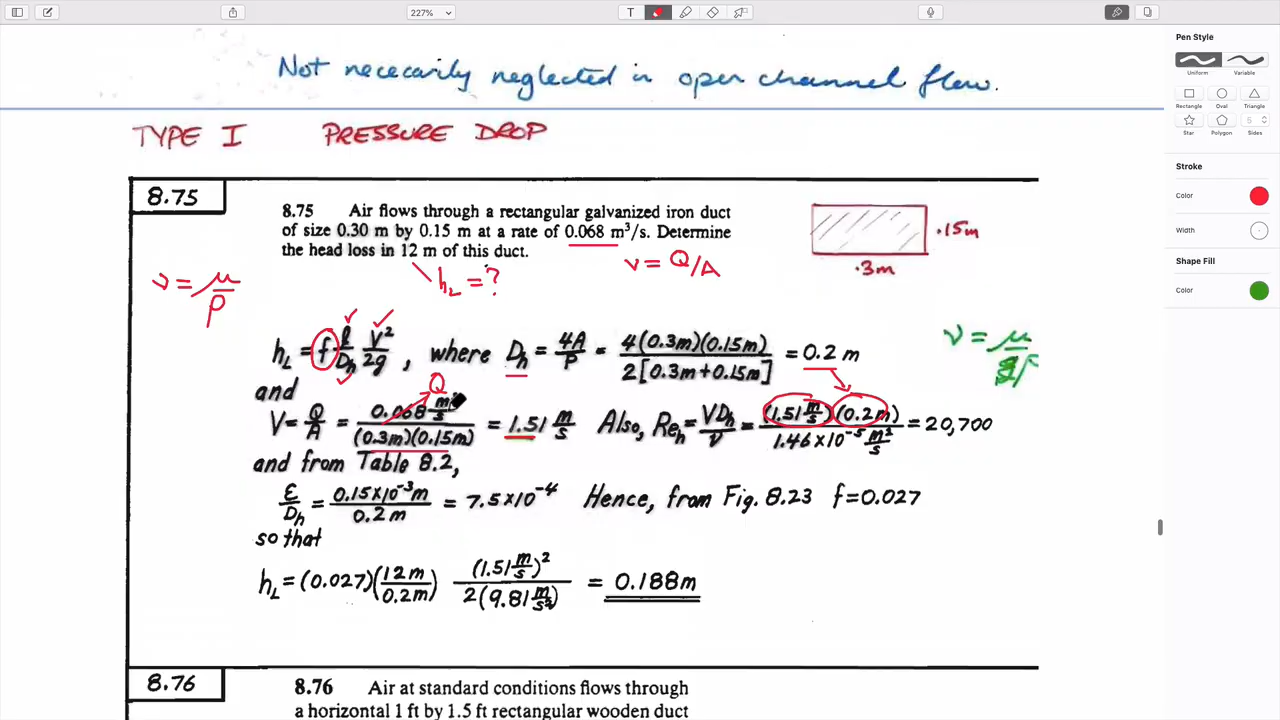 227%
T
Pen Style
Uniform Variable
Rectangle Oval Triangle
Star Polygon 5 Sides
Stroke
Color
Width
Shape Fill
Color
Not nececarily neglected in open channel flow.
TYPE I PRESSURE DROP
8.75
8.75 Air flows through a rectangular galvanized iron duct
of size 0.30 m by 0.15 m at a rate of 0.068 m³/s. Determine
the head loss in 12 m of this duct.
.15m
.3m
ν = μ/ρ
h_L = ?
v = Q/A
h_L = f l/D_h V²/2g , where D_h = 4A/P = 4(0.3m)(0.15m)/2[0.3m+0.15m] = 0.2 m
ν = μ/ρ
and
Q
V = Q/A = 0.068 m/s/(0.3m)(0.15m) = 1.51 m/s Also, Re_h = VD_h/ν = (1.51 m/s)(0.2m)/1.46×10⁻⁵ m²/s = 20,700
and from Table 8.2,
ε/D_h = 0.15×10⁻³m/0.2m = 7.5×10⁻⁴ Hence, from Fig. 8.23 f=0.027
so that
h_L = (0.027)(12m/0.2m) (1.51 m/s)²/2(9.81 m/s²) = 0.188m
8.76
8.76 Air at standard conditions flows through
a horizontal 1 ft by 1.5 ft rectangular wooden duct